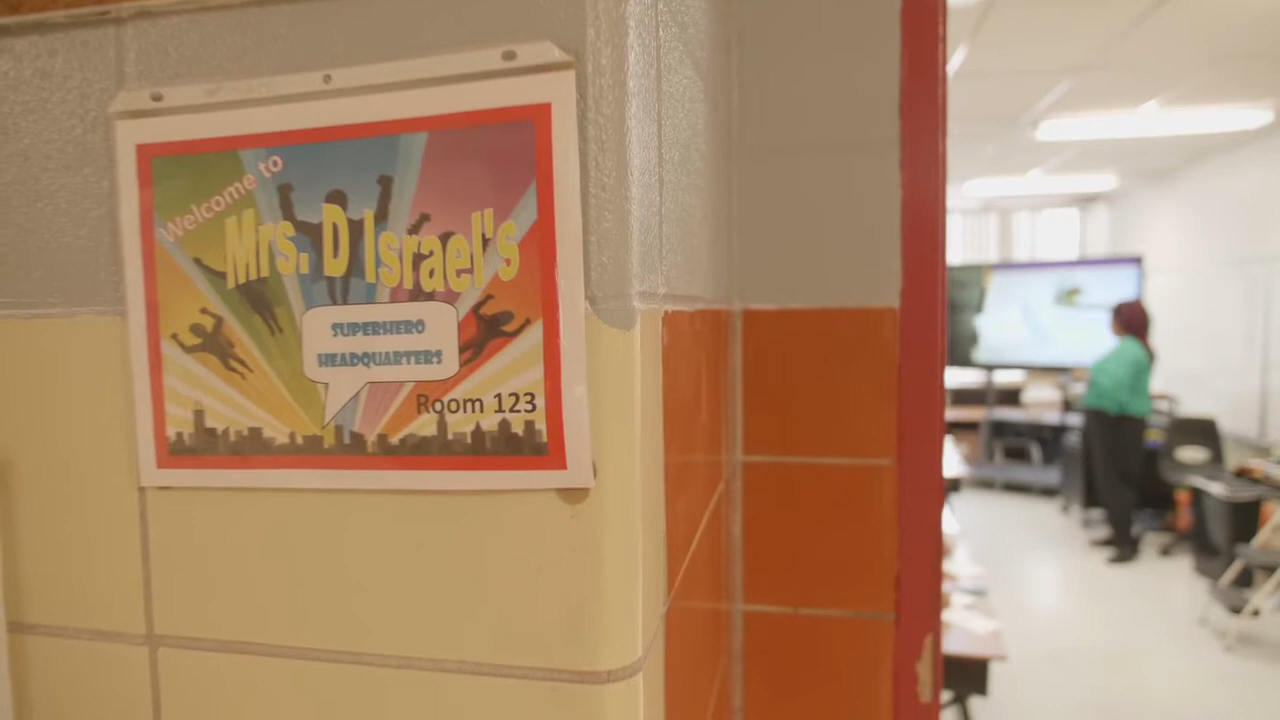 Welcome to
Mrs. D Israel's
SUPERHERO
HEADQUARTERS
Room 123